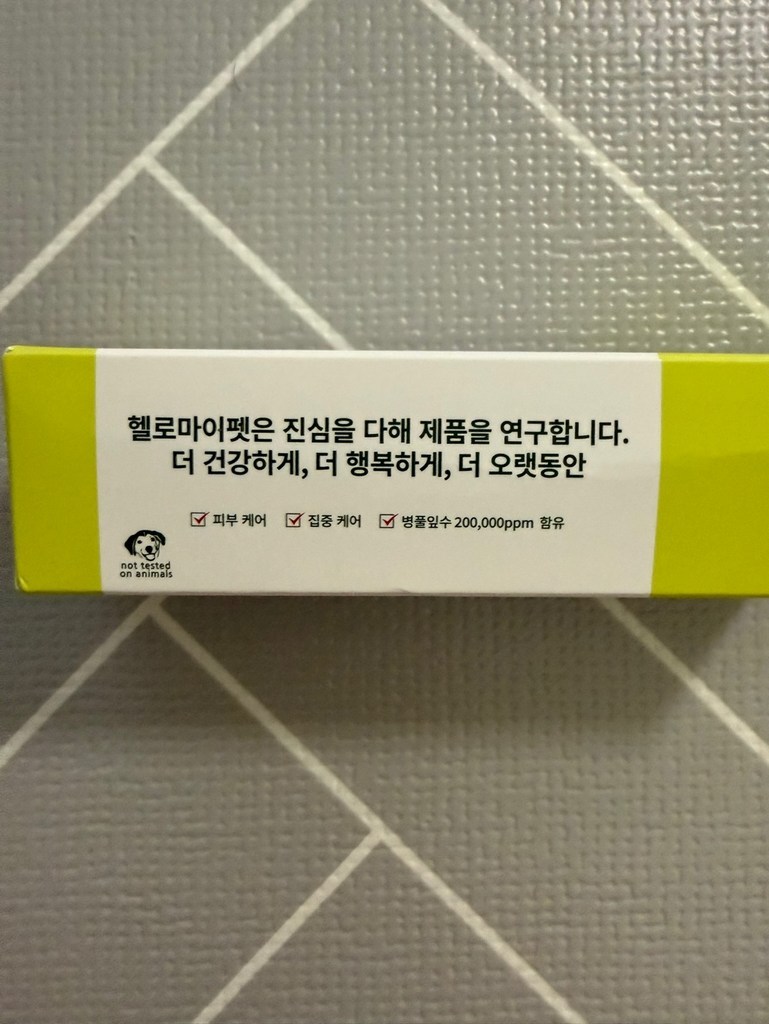 헬로마이펫은 진심을 다해 제품을 연구합니다.
더 건강하게, 더 행복하게, 더 오랫동안
피부 케어 집중 케어 병풀잎수 200,000ppm 함유
not tested
on animals